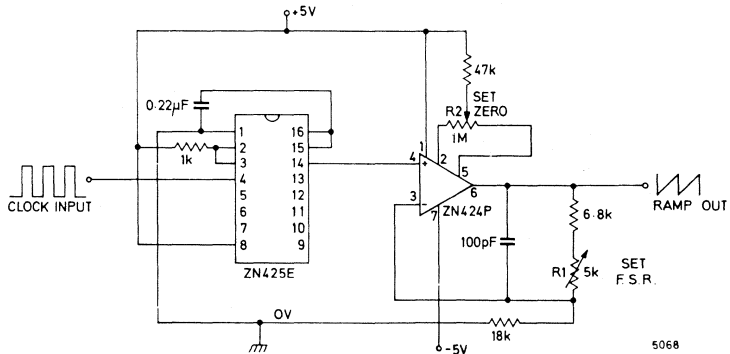 +5V
47k
0.22µF
SET
ZERO
R2
1M
1
2
3
4
5
6
7
8
16
15
14
13
12
11
10
9
1k
CLOCK INPUT
ZN425E
1
4
+
2
5
3
-
6
7
ZN424P
RAMP OUT
6.8k
100pF
R1
5k
SET
F.S.R.
0V
18k
-5V
5068